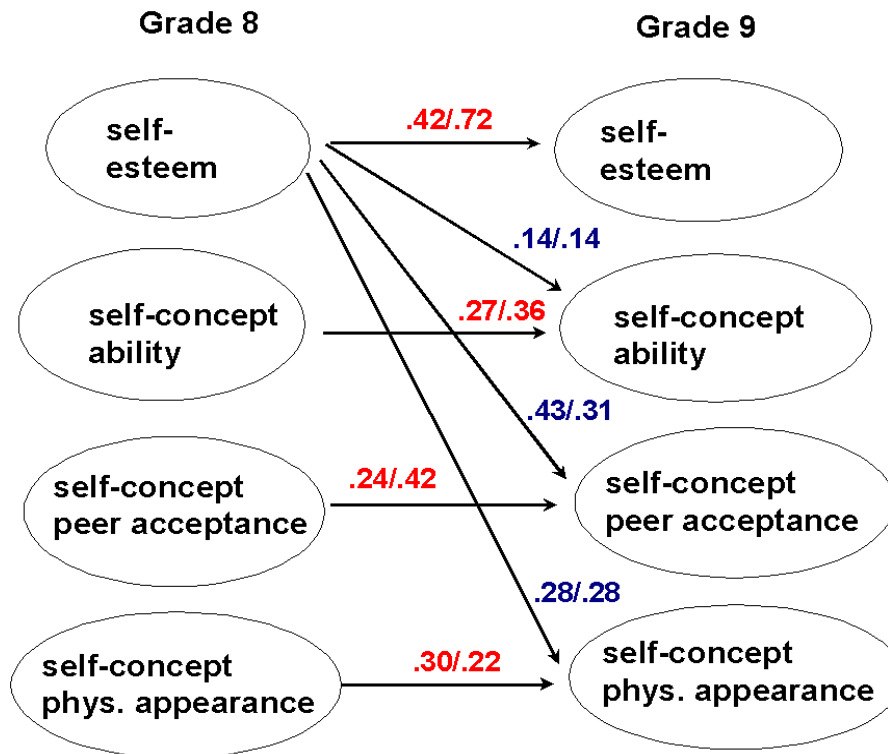 Grade 8
Grade 9
self-
esteem
.42/.72
self-
esteem
.14/.14
self-concept
ability
.27/.36
self-concept
ability
.43/.31
self-concept
peer acceptance
.24/.42
self-concept
peer acceptance
.28/.28
self-concept
phys. appearance
.30/.22
self-concept
phys. appearance